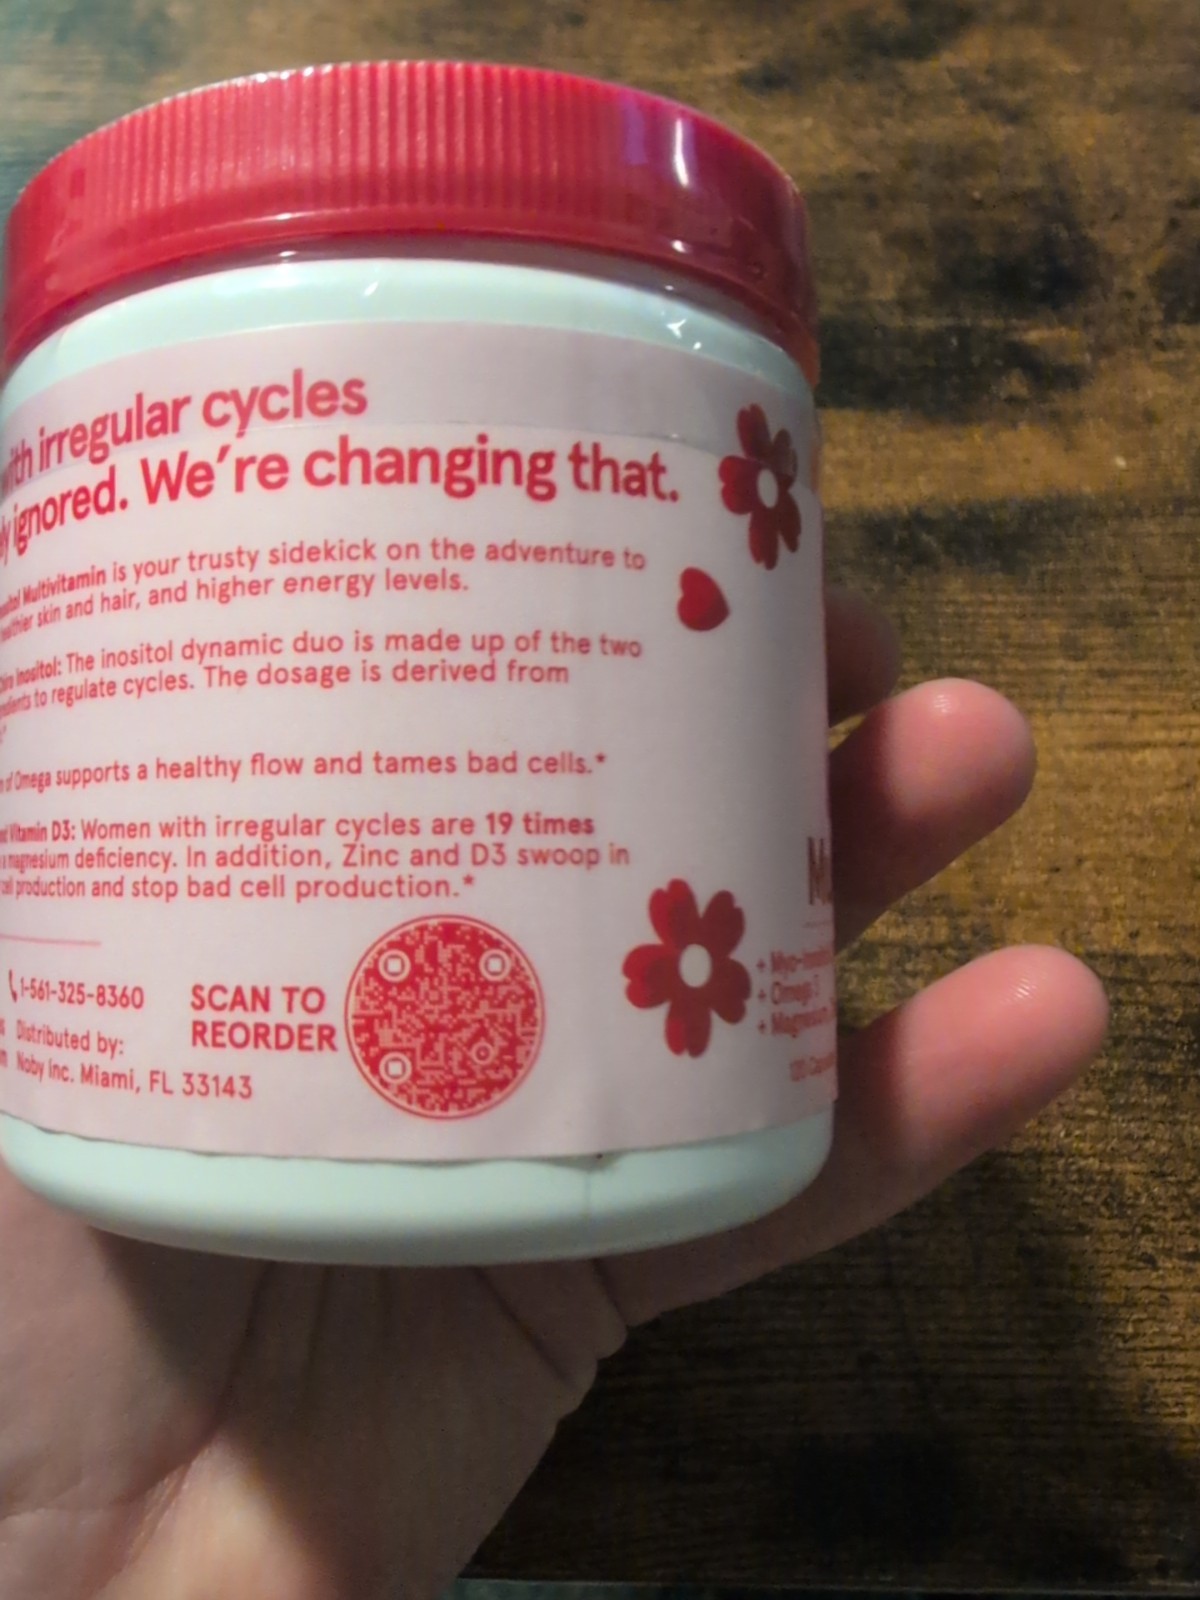 with irregular cycles
ignored. We're changing that.
Multivitamin is your trusty sidekick on the adventure to
healthier skin and hair, and higher energy levels.
Inositol: The inositol dynamic duo is made up of the two
to regulate cycles. The dosage is derived from
of Omega supports a healthy flow and tames bad cells.*
Vitamin D3: Women with irregular cycles are 19 times
magnesium deficiency. In addition, Zinc and D3 swoop in
cell production and stop bad cell production.*
1-561-325-8360
Distributed by:
Noby Inc. Miami, FL 33143
SCAN TO
REORDER
+ Myo-
+ Omega
+ Magnesium